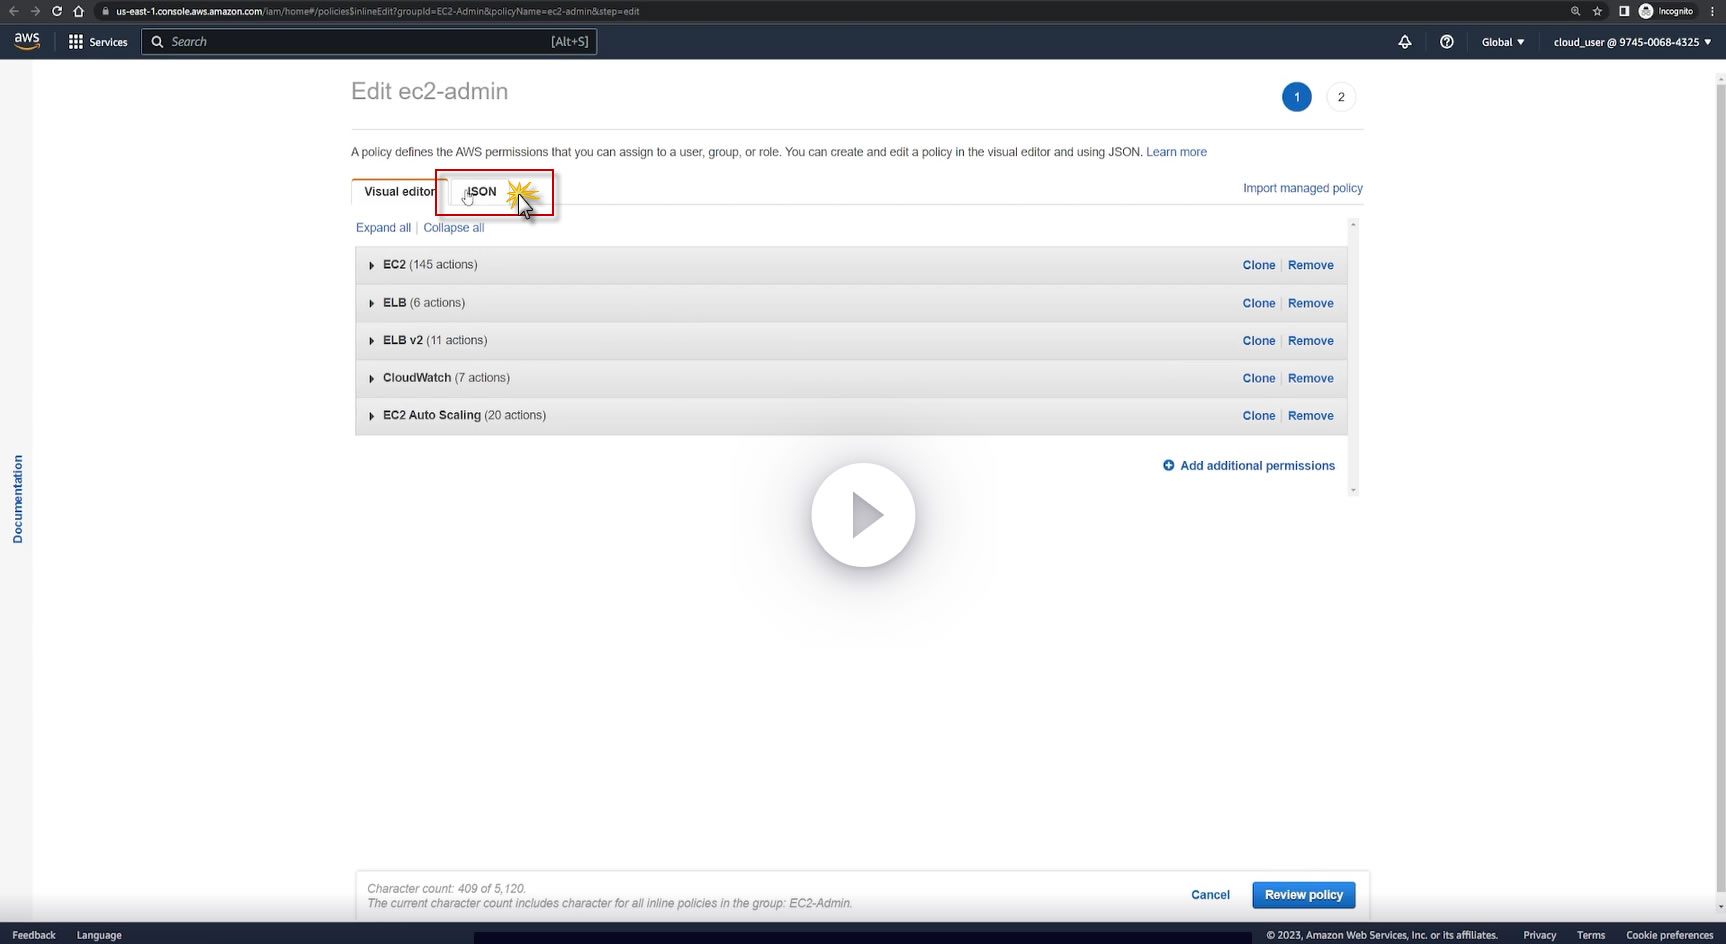 us-east-1.console.aws.amazon.com/iam/home#/policies$inlineEdit?groupId=EC2-Admin&policyName=ec2-admin&step=edit
Incognito
aws
Services
Search
[Alt+S]
Global
cloud_user @ 9745-0068-4325
Edit ec2-admin
1
2
A policy defines the AWS permissions that you can assign to a user, group, or role. You can create and edit a policy in the visual editor and using JSON. Learn more
Visual editor
JSON
Import managed policy
Expand all
Collapse all
EC2 (145 actions)
Clone
Remove
ELB (6 actions)
Clone
Remove
ELB v2 (11 actions)
Clone
Remove
CloudWatch (7 actions)
Clone
Remove
EC2 Auto Scaling (20 actions)
Clone
Remove
Add additional permissions
Documentation
Character count: 409 of 5,120.
The current character count includes character for all inline policies in the group: EC2-Admin.
Cancel
Review policy
Feedback
Language
© 2023, Amazon Web Services, Inc. or its affiliates.
Privacy
Terms
Cookie preferences